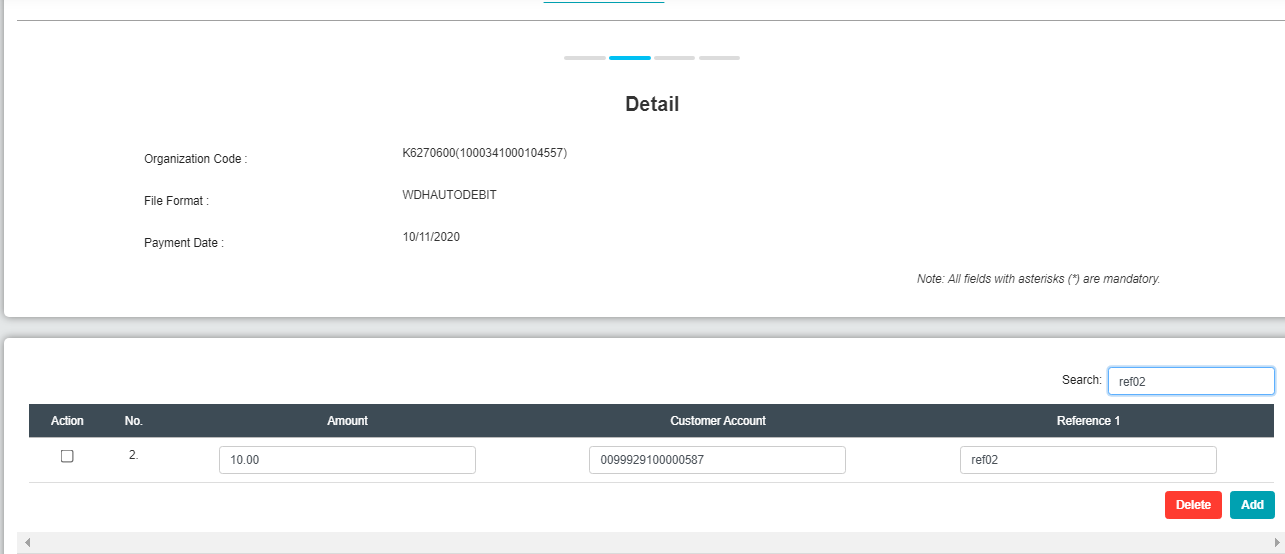 Detail
Organization Code : K6270600(1000341000104557)
File Format : WDHAUTODEBIT
Payment Date : 10/11/2020
Note: All fields with asterisks (*) are mandatory.
Search: ref02
Action No. Amount Customer Account Reference 1
2. 10.00 0099929100000587 ref02
Delete Add